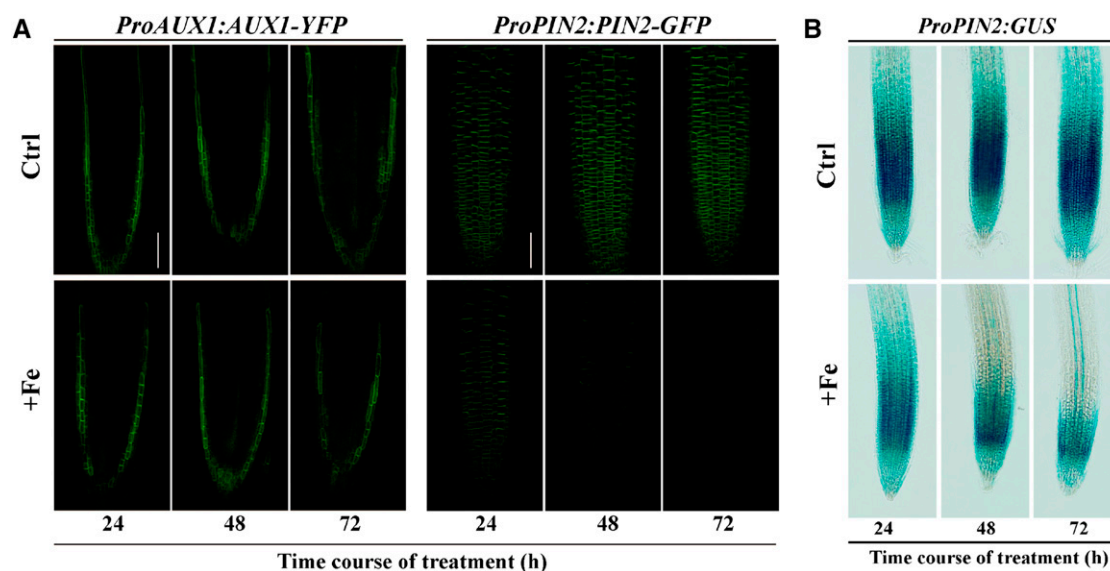 A
ProAUX1:AUX1-YFP
ProPIN2:PIN2-GFP
Ctrl
+Fe
24 48 72
24 48 72
Time course of treatment (h)
B
ProPIN2:GUS
Ctrl
+Fe
24 48 72
Time course of treatment (h)